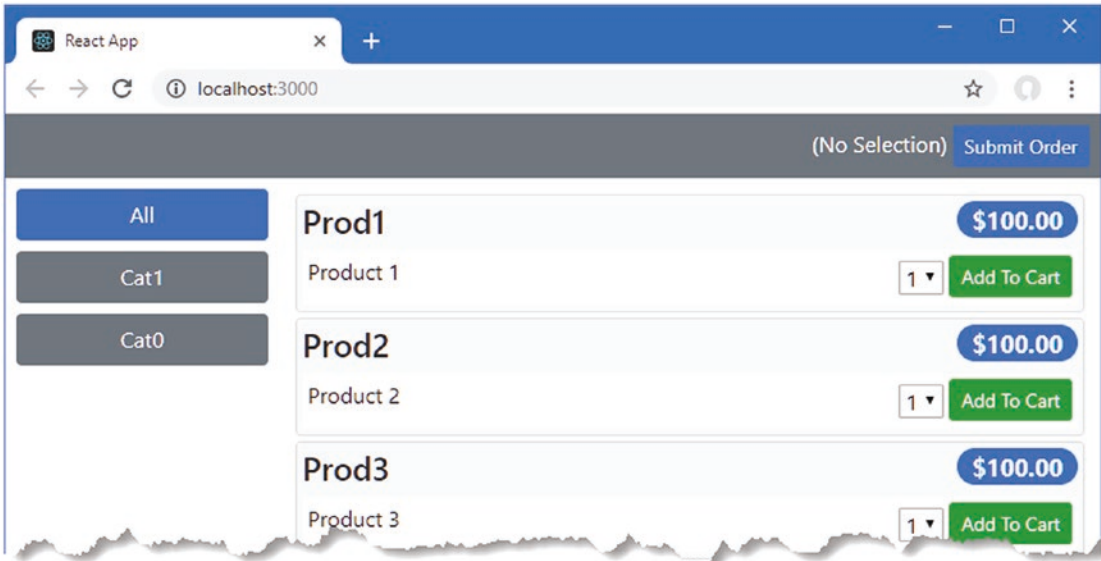 React App
localhost:3000
(No Selection) Submit Order
All
Cat1
Cat0
Prod1 $100.00
Product 1 1 Add To Cart
Prod2 $100.00
Product 2 1 Add To Cart
Prod3 $100.00
Product 3 1 Add To Cart